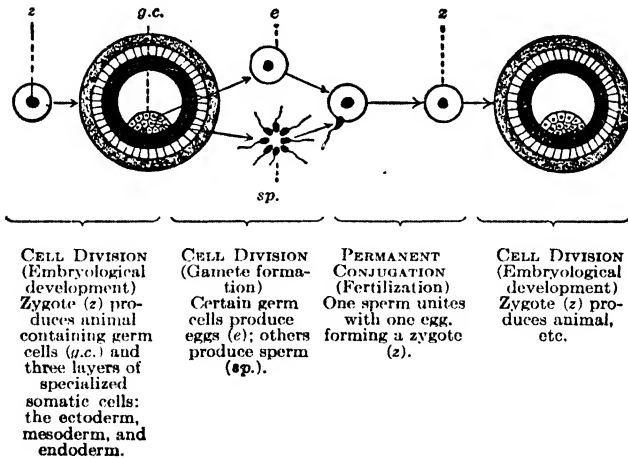 z
g.c.
e
z
sp.
CELL DIVISION
(Embryological
development)
Zygote (z) pro-
duces animal
containing germ
cells (g.c.) and
three layers of
specialized
somatic cells:
the ectoderm,
mesoderm, and
endoderm.
CELL DIVISION
(Gamete forma-
tion)
Certain germ
cells produce
eggs (e); others
produce sperm
(sp.).
PERMANENT
CONJUGATION
(Fertilization)
One sperm unites
with one egg,
forming a zygote
(z).
CELL DIVISION
(Embryological
development)
Zygote (z) pro-
duces animal,
etc.